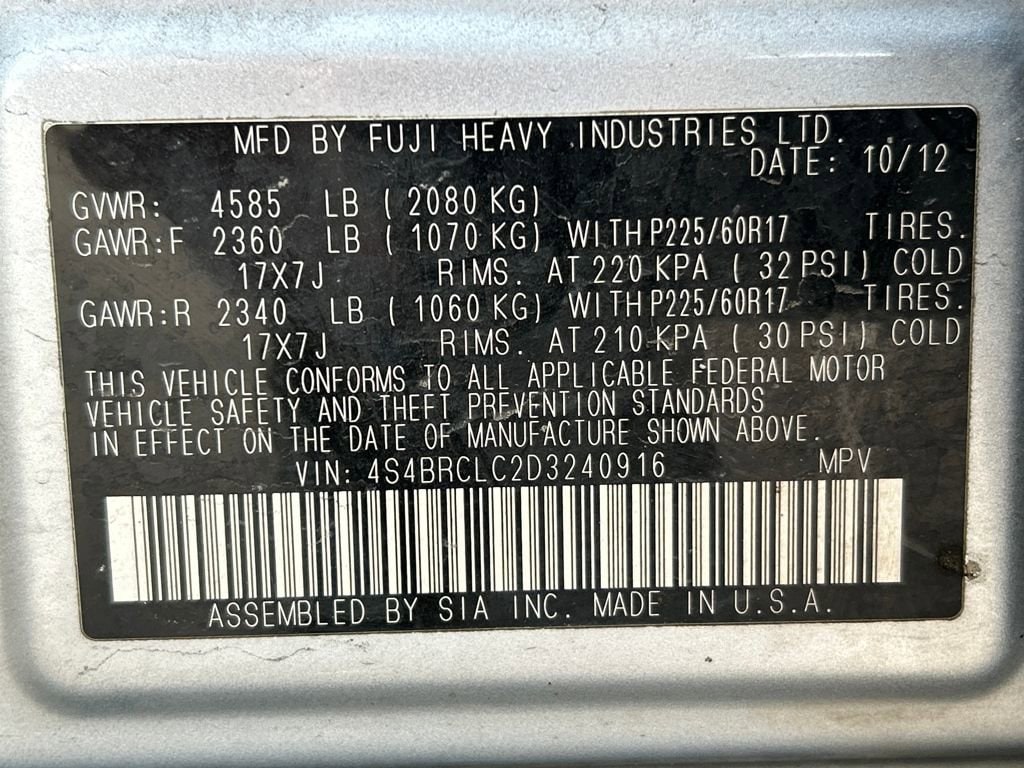 MFD BY FUJI HEAVY INDUSTRIES LTD.
DATE: 10/12
GVWR: 4585 LB ( 2080 KG)
GAWR:F 2360 LB ( 1070 KG) WITH P225/60R17 TIRES.
17X7J RIMS. AT 220 KPA ( 32 PSI) COLD
GAWR:R 2340 LB ( 1060 KG) WITH P225/60R17 TIRES.
17X7J RIMS. AT 210 KPA ( 30 PSI) COLD
THIS VEHICLE CONFORMS TO ALL APPLICABLE FEDERAL MOTOR
VEHICLE SAFETY AND THEFT PREVENTION STANDARDS
IN EFFECT ON THE DATE OF MANUFACTURE SHOWN ABOVE.
VIN: 4S4BRCLC2D3240916 MPV
ASSEMBLED BY SIA INC. MADE IN U.S.A.